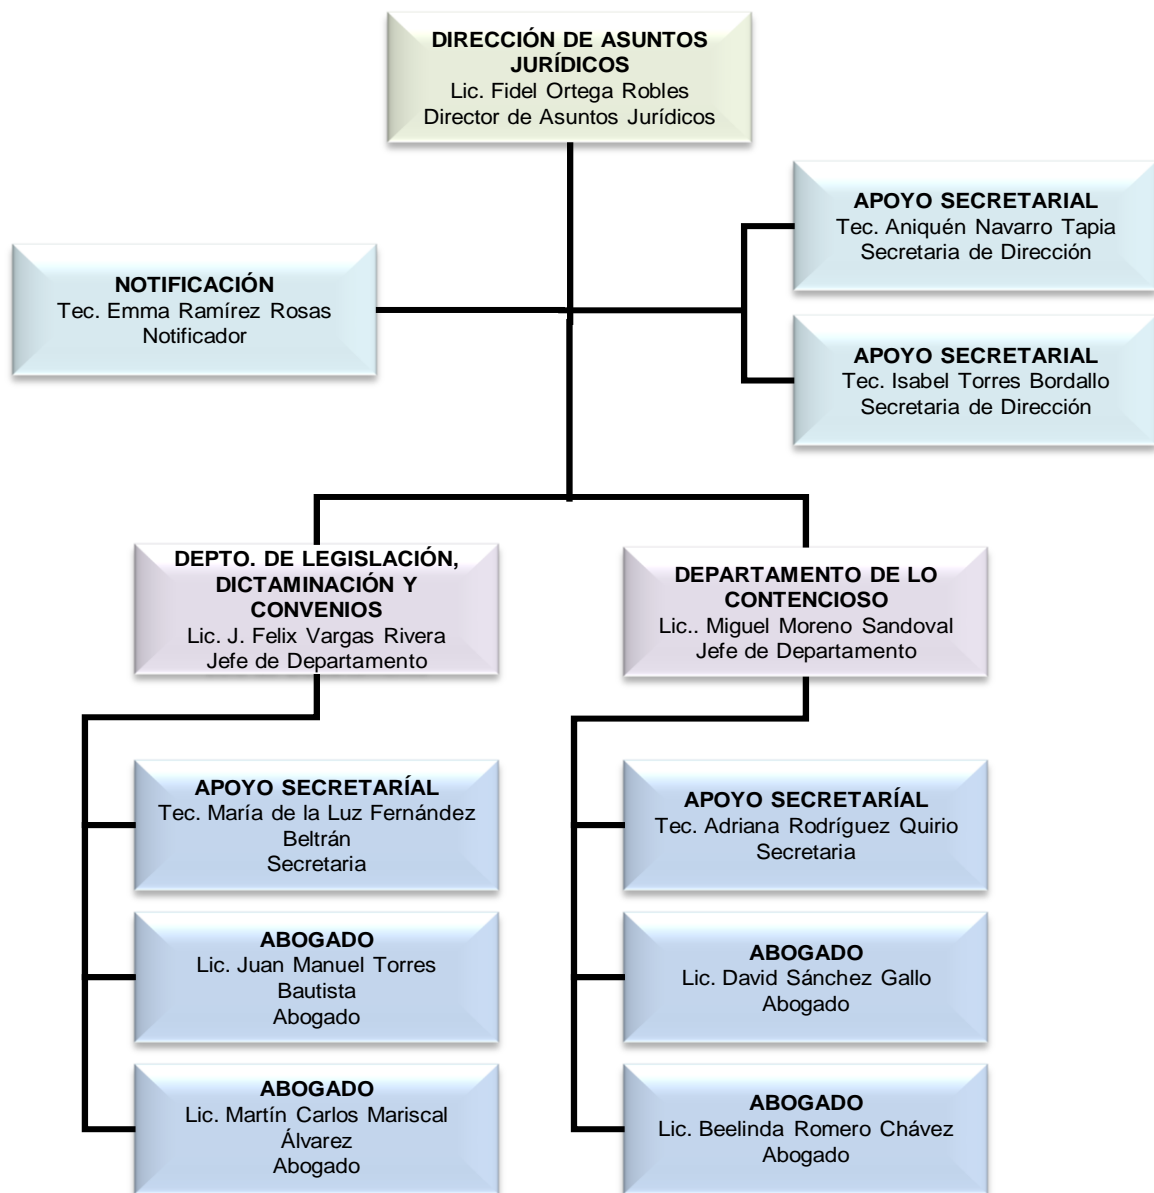 DIRECCIÓN DE ASUNTOS
JURÍDICOS
Lic. Fidel Ortega Robles
Director de Asuntos Jurídicos
APOYO SECRETARIAL
Tec. Aniquén Navarro Tapia
Secretaria de Dirección
NOTIFICACIÓN
Tec. Emma Ramírez Rosas
Notificador
APOYO SECRETARIAL
Tec. Isabel Torres Bordallo
Secretaria de Dirección
DEPTO. DE LEGISLACIÓN,
DICTAMINACIÓN Y
CONVENIOS
Lic. J. Felix Vargas Rivera
Jefe de Departamento
DEPARTAMENTO DE LO
CONTENCIOSO
Lic.. Miguel Moreno Sandoval
Jefe de Departamento
APOYO SECRETARÍAL
Tec. María de la Luz Fernández
Beltrán
Secretaria
APOYO SECRETARÍAL
Tec. Adriana Rodríguez Quirio
Secretaria
ABOGADO
Lic. Juan Manuel Torres
Bautista
Abogado
ABOGADO
Lic. David Sánchez Gallo
Abogado
ABOGADO
Lic. Martín Carlos Mariscal
Álvarez
Abogado
ABOGADO
Lic. Beelinda Romero Chávez
Abogado